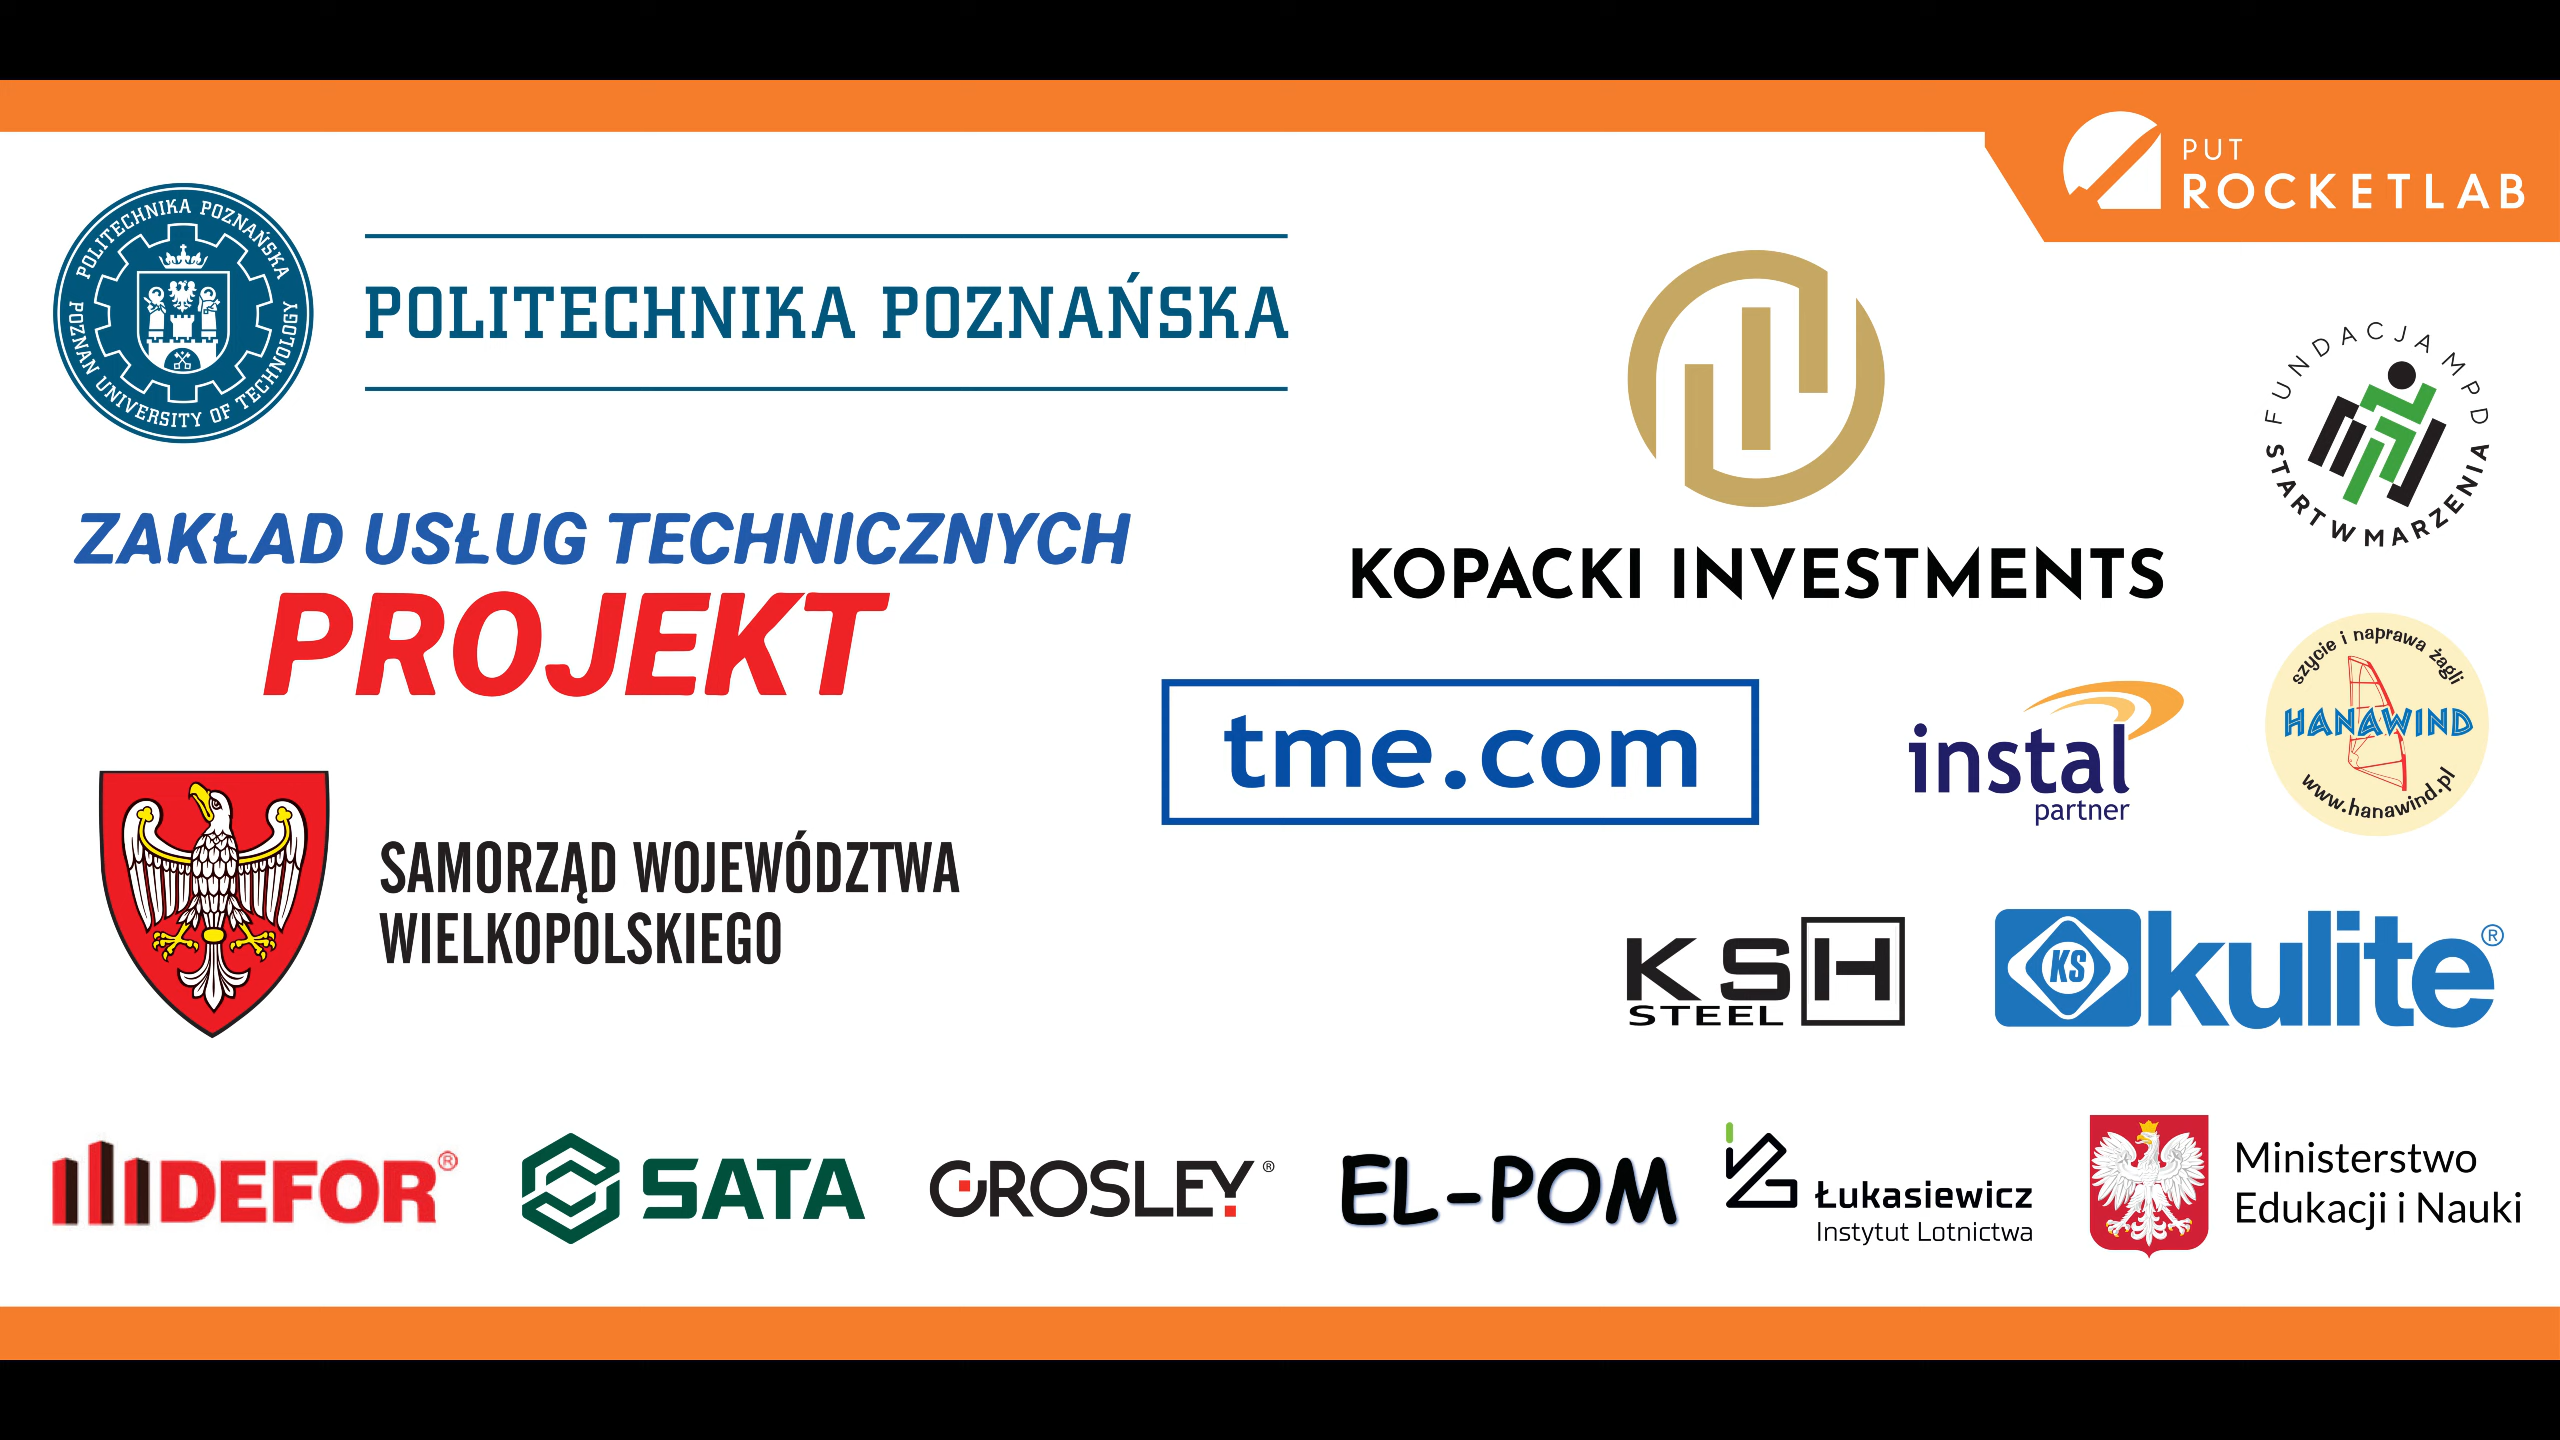 PUT
ROCKETLAB
POLITECHNIKA POZNAŃSKA
POZNAN UNIVERSITY OF TECHNOLOGY
POLITECHNIKA POZNAŃSKA
KOPACKI INVESTMENTS
FUNDACJA MPD
START W MARZENIA
ZAKŁAD USŁUG TECHNICZNYCH
PROJEKT
tme.com
instal
partner
szycie i naprawa żagli
HANAWIND
www.hanawind.pl
SAMORZĄD WOJEWÓDZTWA
WIELKOPOLSKIEGO
KSH
STEEL
KS
kulite®
DEFOR®
SATA
GROSLEY®
EL-POM
Łukasiewicz
Instytut Lotnictwa
Ministerstwo
Edukacji i Nauki